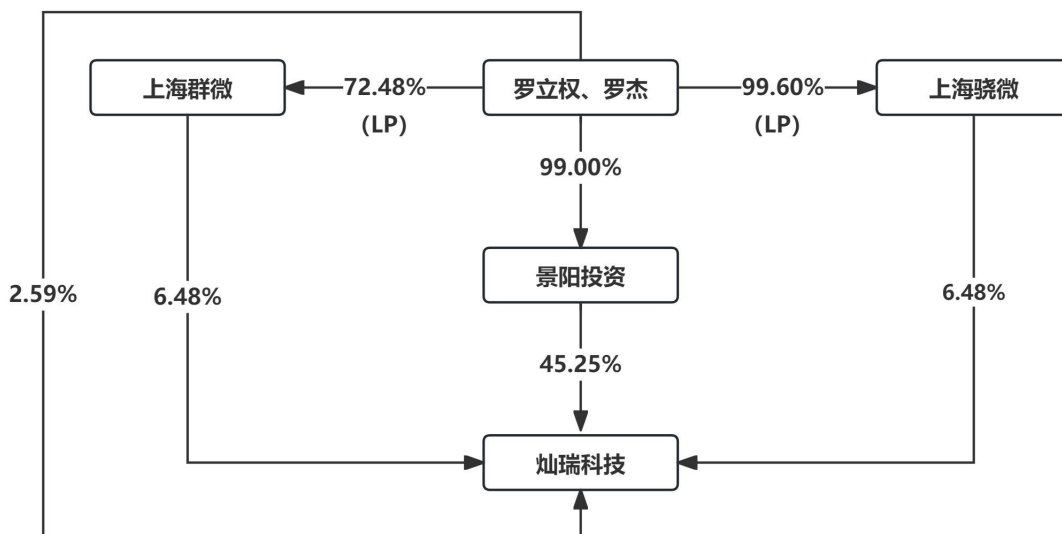 上海群微
72.48%
（LP）
罗立权、罗杰
99.60%
（LP）
上海骁微
99.00%
景阳投资
2.59%
6.48%
6.48%
45.25%
灿瑞科技